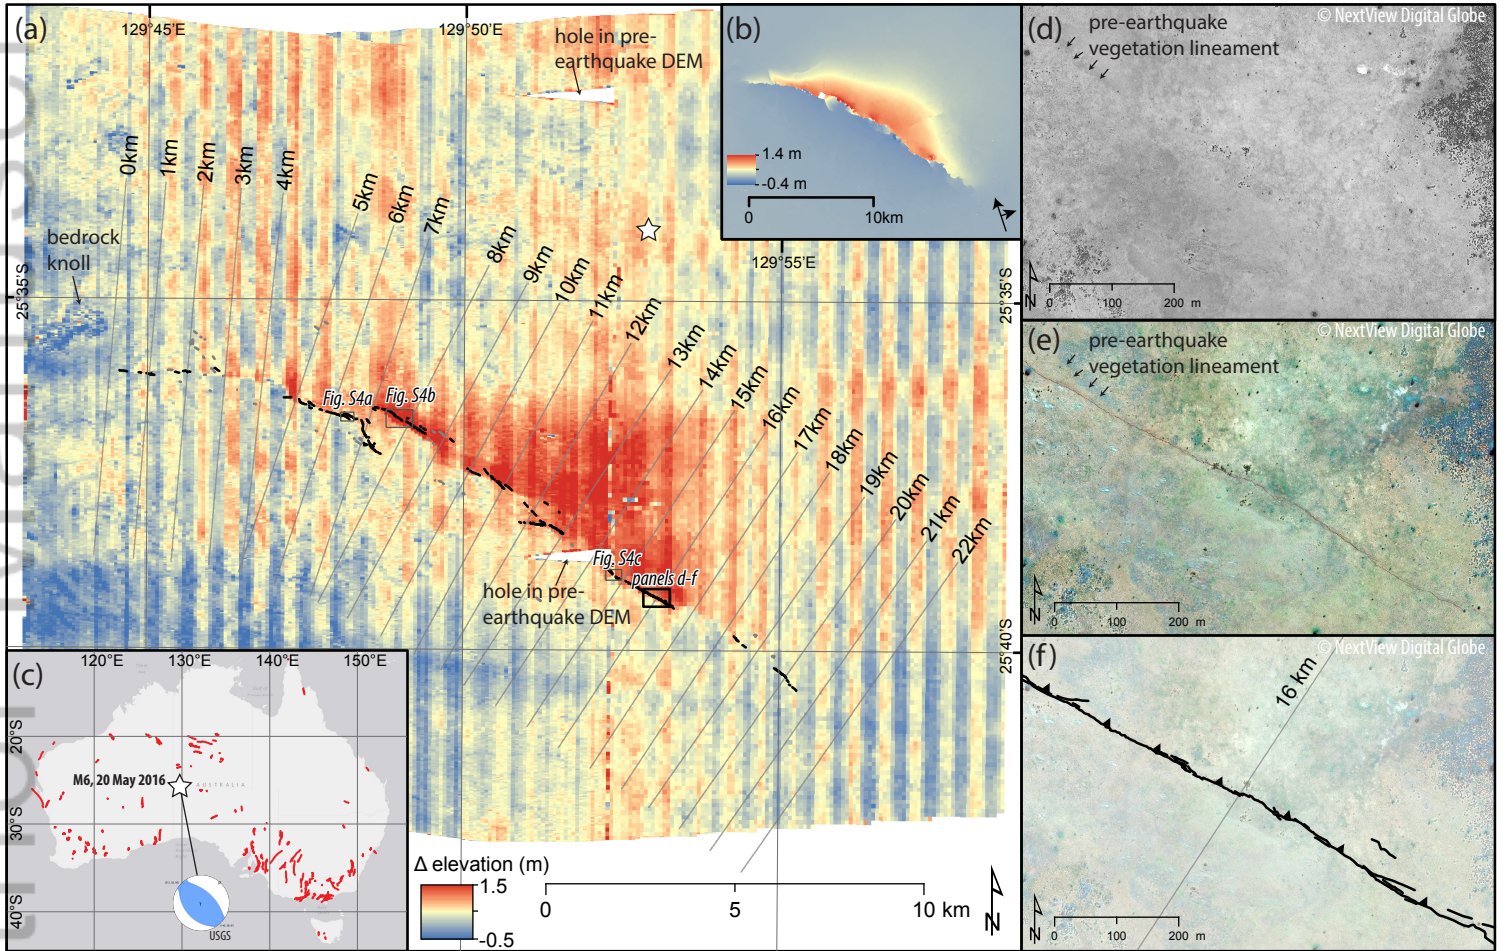 (a)
129°45'E
129°50'E
hole in pre-
earthquake DEM
0km
1km
2km
3km
4km
5km
6km
7km
8km
9km
10km
11km
12km
13km
14km
15km
16km
17km
18km
19km
20km
21km
22km
bedrock
knoll
25°35'S
25°35'S
129°55'E
25°40'S
Fig. S4a
Fig. S4b
Fig. S4c
panels d-f
hole in pre-
earthquake DEM
Δ elevation (m)
1.5
-0.5
0
5
10 km
N
(b)
1.4 m
-0.4 m
0
10km
(c)
120°E
130°E
140°E
150°E
20°S
30°S
40°S
M6, 20 May 2016
AUSTRALIA
USGS
(d)
© NextView Digital Globe
pre-earthquake
vegetation lineament
N
0
100
200 m
(e)
© NextView Digital Globe
pre-earthquake
vegetation lineament
N
0
100
200 m
(f)
© NextView Digital Globe
16 km
N
0
100
200 m